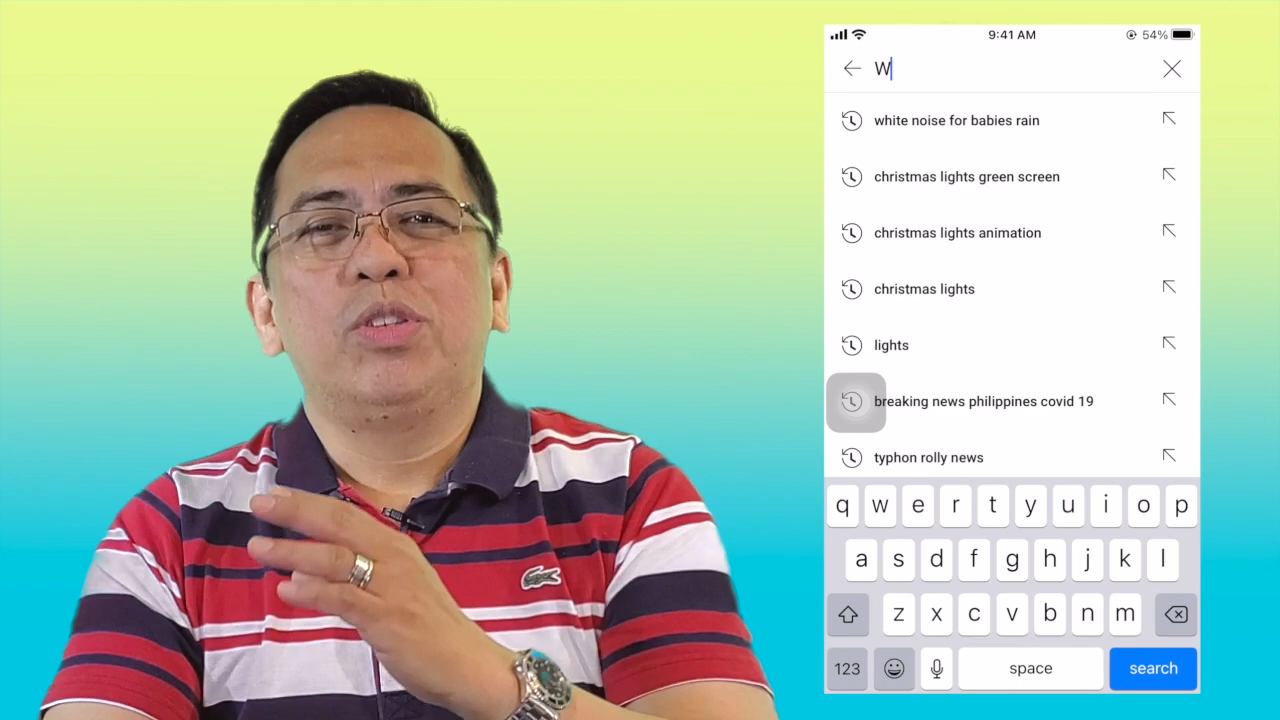 9:41 AM
54%
W
white noise for babies rain
christmas lights green screen
christmas lights animation
christmas lights
lights
breaking news philippines covid 19
typhon rolly news
q w e r t y u i o p
a s d f g h j k l
z x c v b n m
123 space search